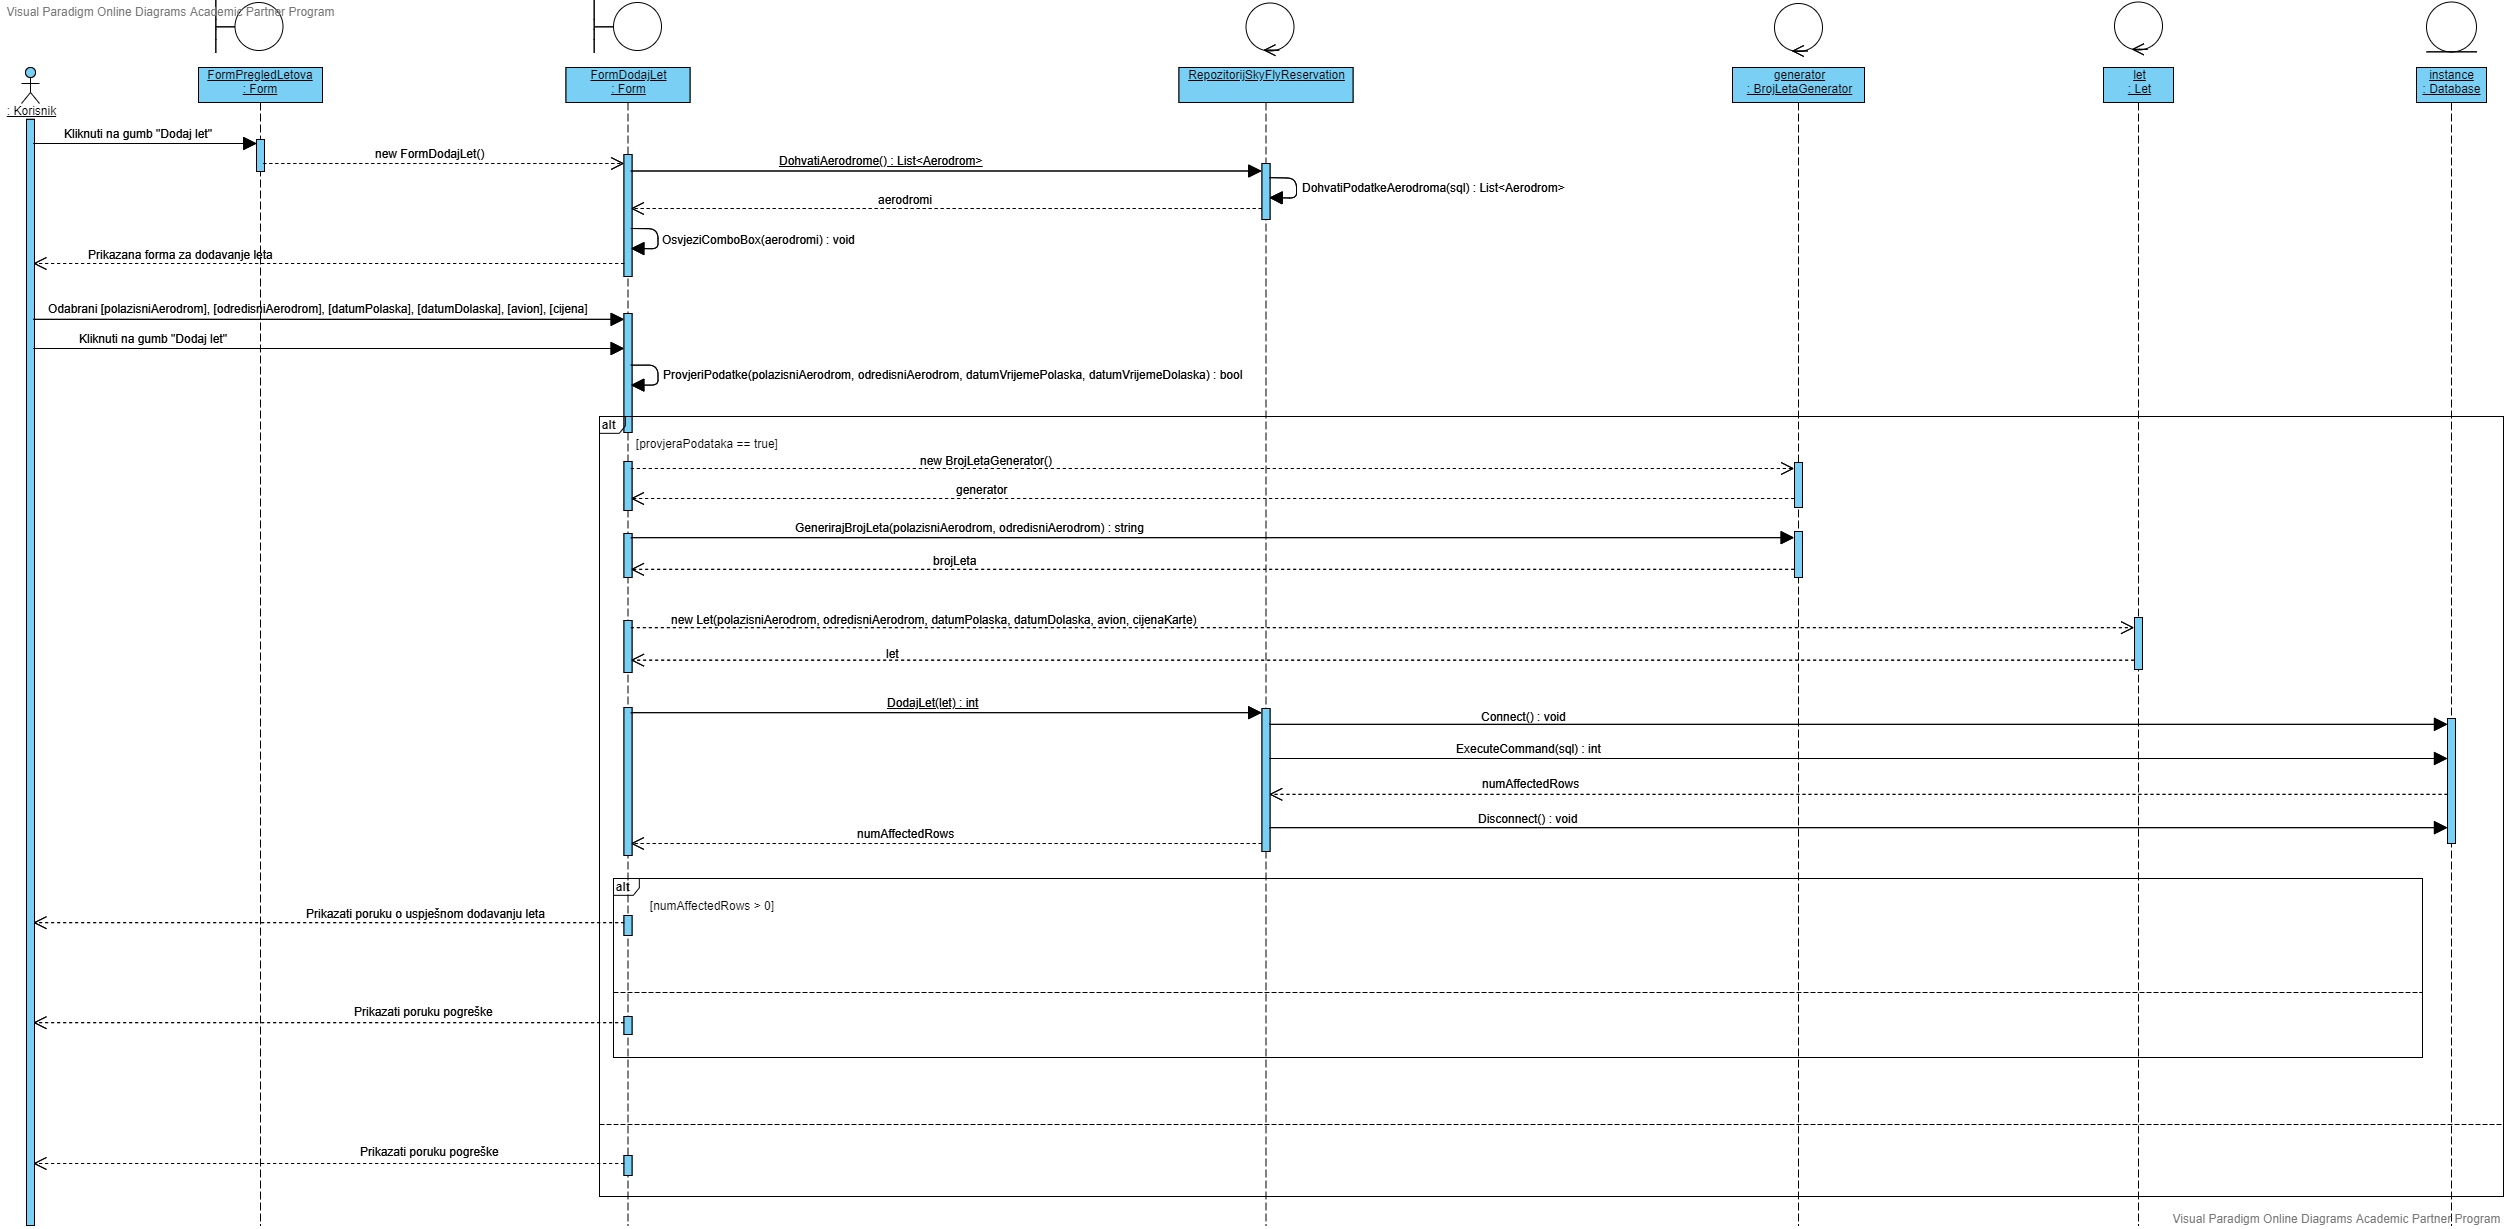 Visual Paradigm Online Diagrams Academic Partner Program
: Korisnik
FormPregledLetova
: Form
FormDodajLet
: Form
RepozitorijSkyFlyReservation
generator
: BrojLetaGenerator
let
: Let
instance
: Database
Kliknuti na gumb "Dodaj let"
new FormDodajLet()
DohvatiAerodrome() : List<Aerodrom>
DohvatiPodatkeAerodroma(sql) : List<Aerodrom>
aerodromi
OsvjeziComboBox(aerodromi) : void
Prikazana forma za dodavanje leta
Odabrani [polazisniAerodrom], [odredisniAerodrom], [datumPolaska], [datumDolaska], [avion], [cijena]
Kliknuti na gumb "Dodaj let"
ProvjeriPodatke(polazisniAerodrom, odredisniAerodrom, datumVrijemePolaska, datumVrijemeDolaska) : bool
alt
[provjeraPodataka == true]
new BrojLetaGenerator()
generator
GenerirajBrojLeta(polazisniAerodrom, odredisniAerodrom) : string
brojLeta
new Let(polazisniAerodrom, odredisniAerodrom, datumPolaska, datumDolaska, avion, cijenaKarte)
let
DodajLet(let) : int
Connect() : void
ExecuteCommand(sql) : int
numAffectedRows
Disconnect() : void
numAffectedRows
alt
[numAffectedRows > 0]
Prikazati poruku o uspješnom dodavanju leta
Prikazati poruku pogreške
Prikazati poruku pogreške
Visual Paradigm Online Diagrams Academic Partner Program